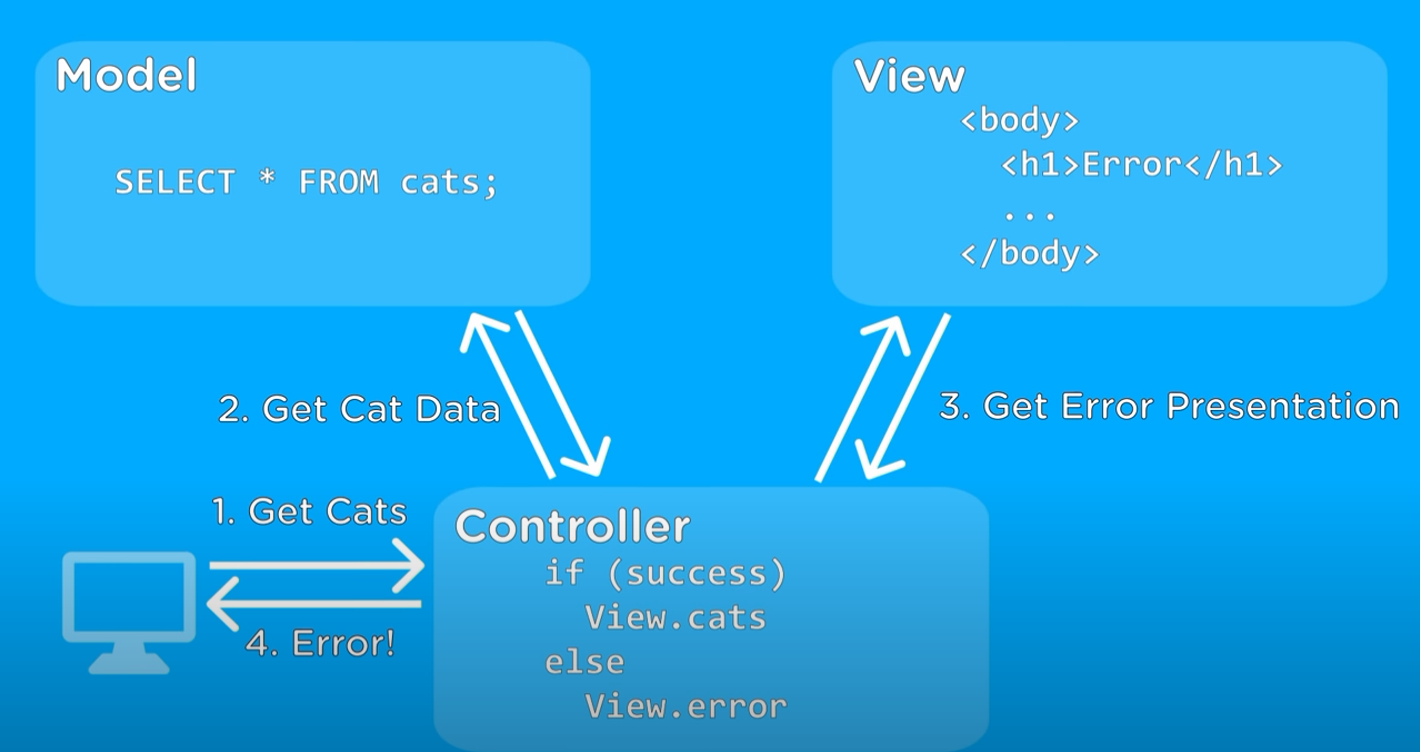 Model
SELECT * FROM cats;
View
<body>
<h1>Error</h1>
...
</body>
2. Get Cat Data
3. Get Error Presentation
1. Get Cats
4. Error!
Controller
if (success)
View.cats
else
View.error